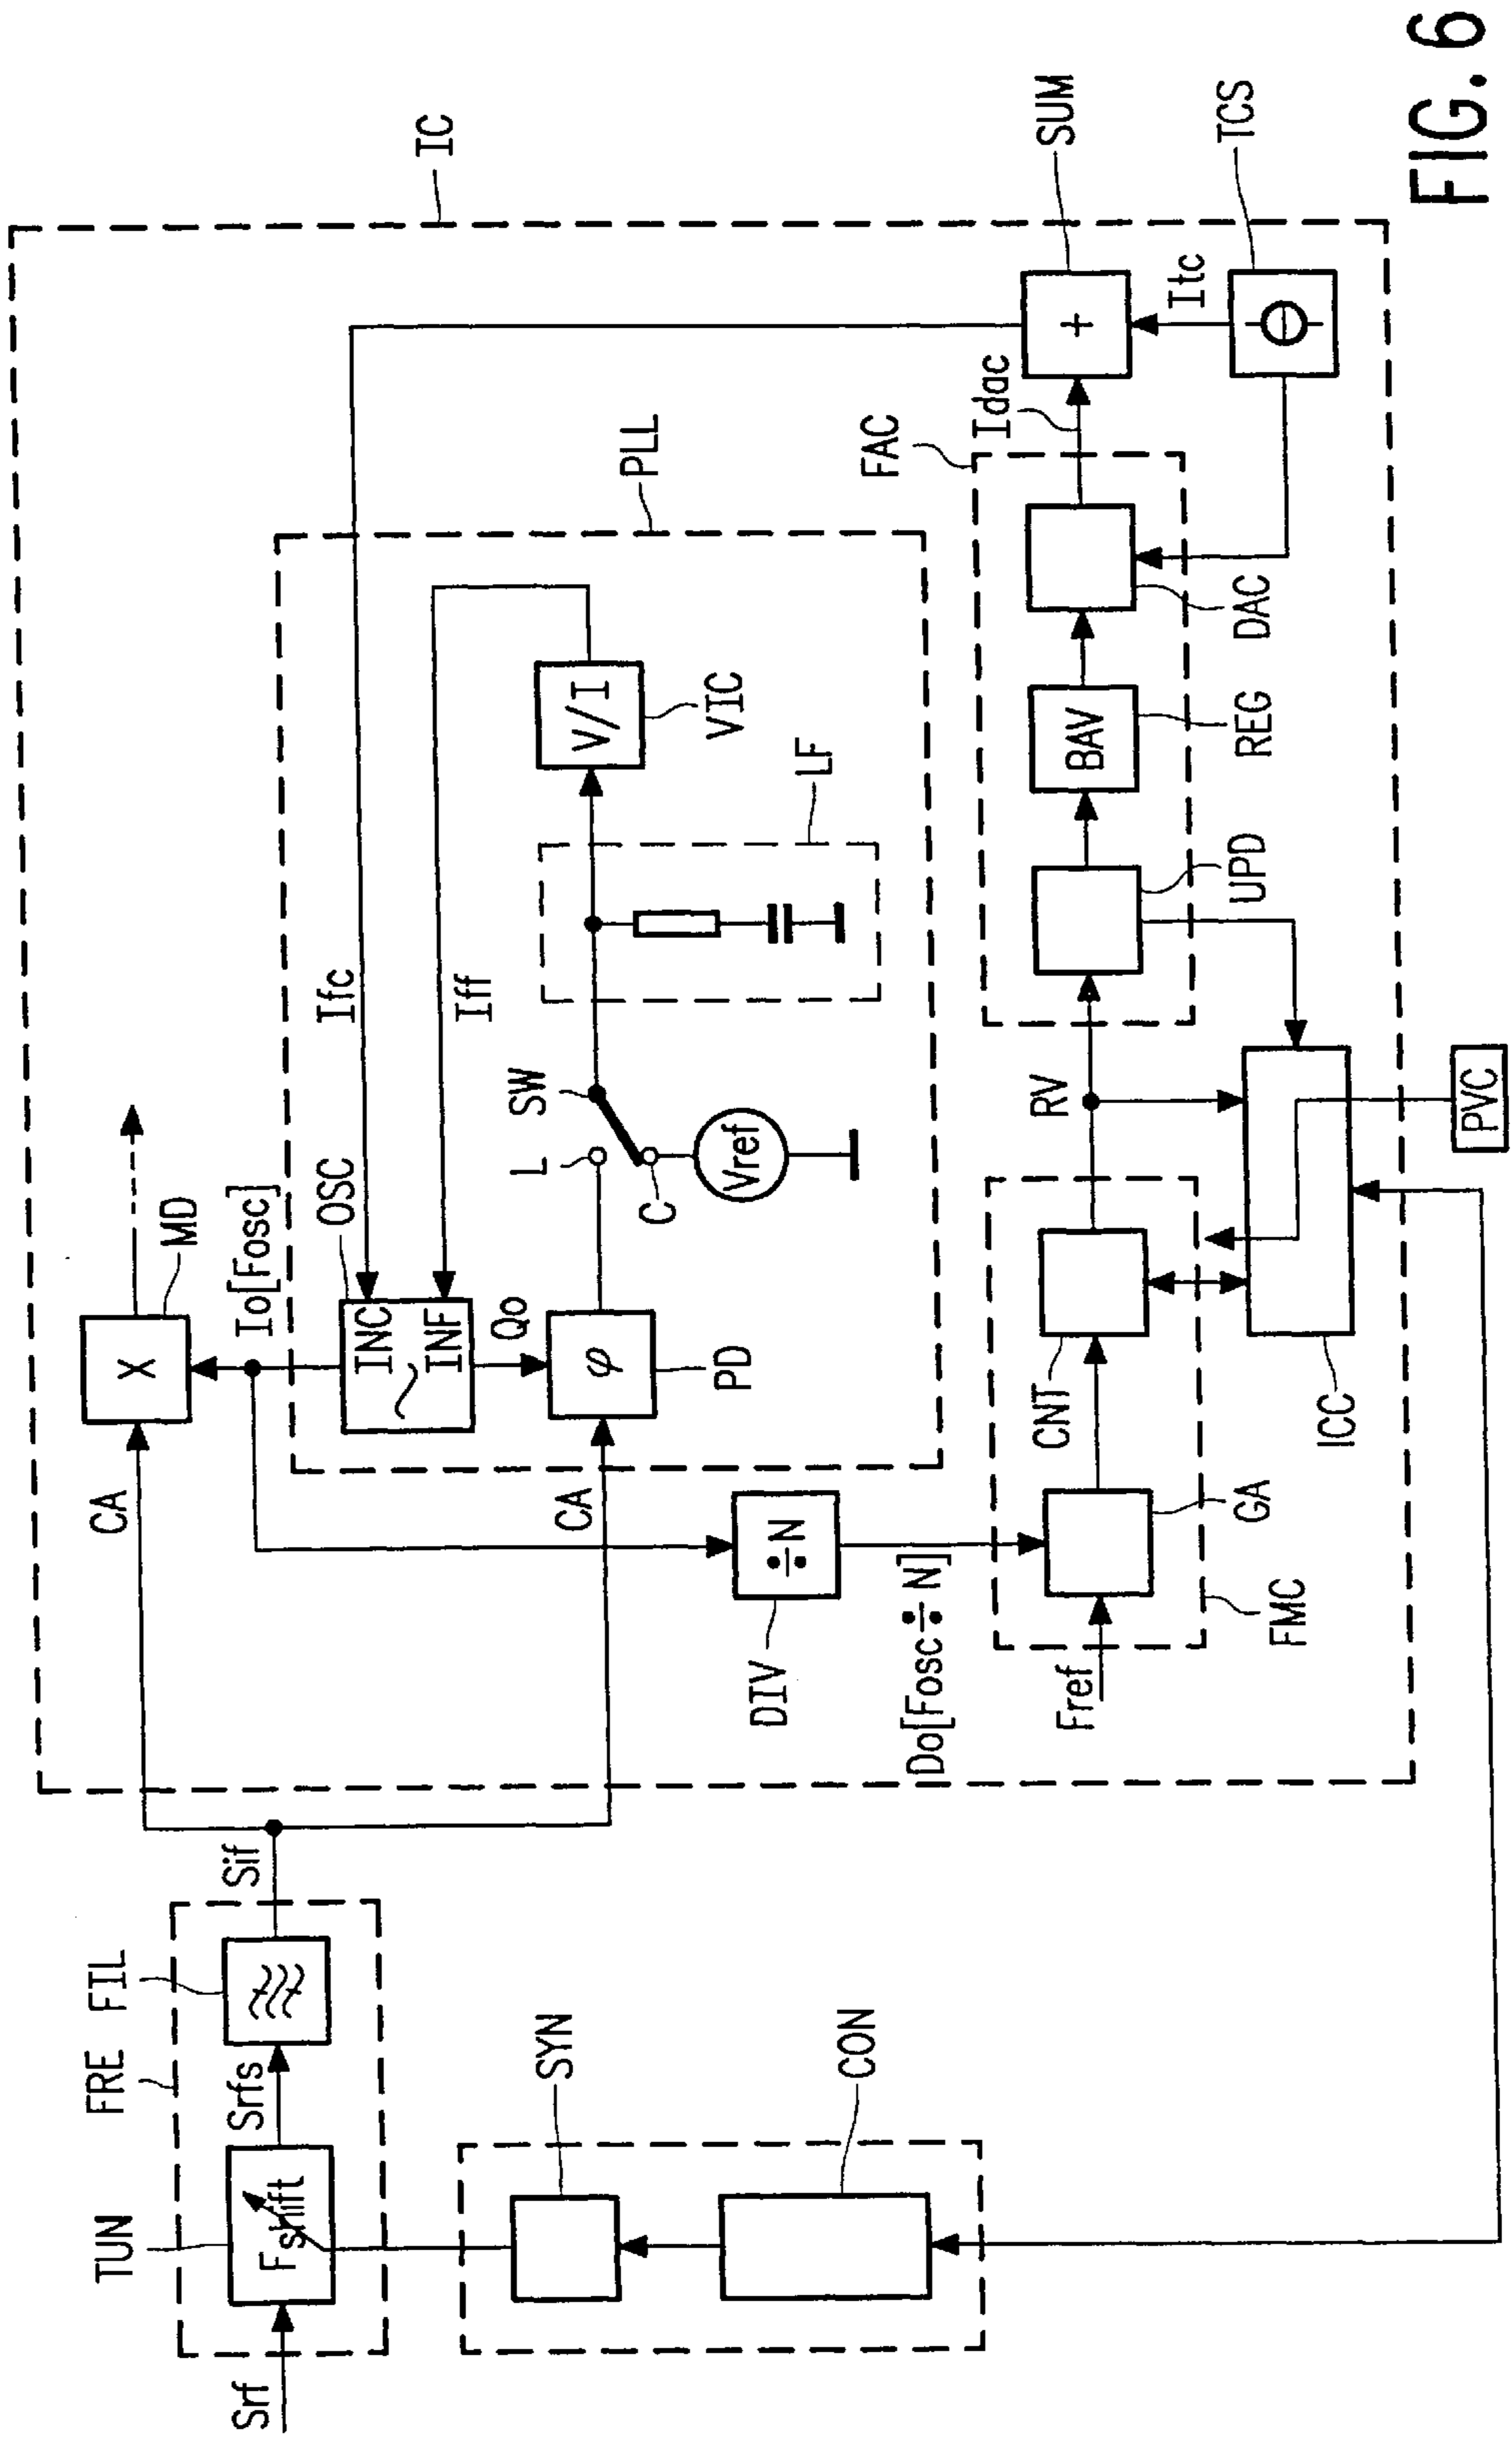 IC
CA
X
MD
Io[Fosc]
OSC
INC
INF
Ifc
Iff
PLL
Qo
CA
φ
PD
L
SW
C
Vref
LF
V/I
VIC
TUN
FRE
FIL
Srf
Fshift
Srfs
Sif
SYN
CON
DIV
÷N
Do[Fosc÷N]
Fref
GA
CNT
FMC
RV
ICC
PVC
FAC
UPD
BAV
REG
DAC
Idac
SUM
+
Itc
TCS
FIG. 6